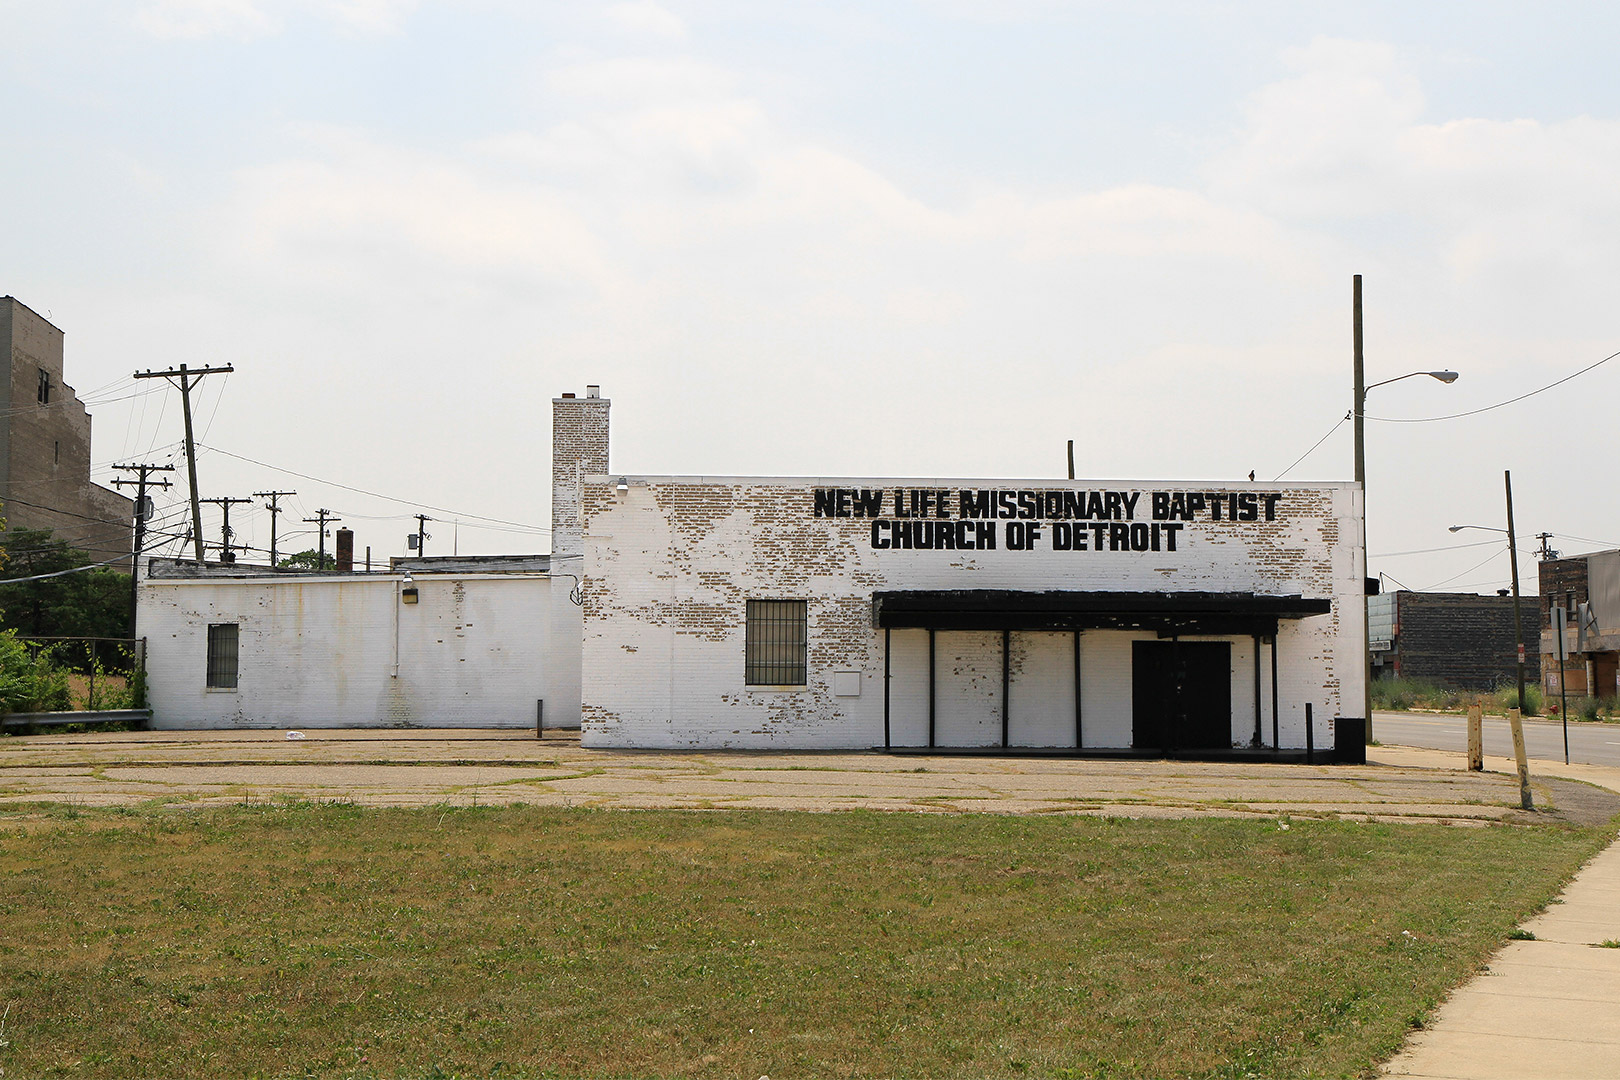 NEW LIFE MISSIONARY BAPTIST
CHURCH OF DETROIT